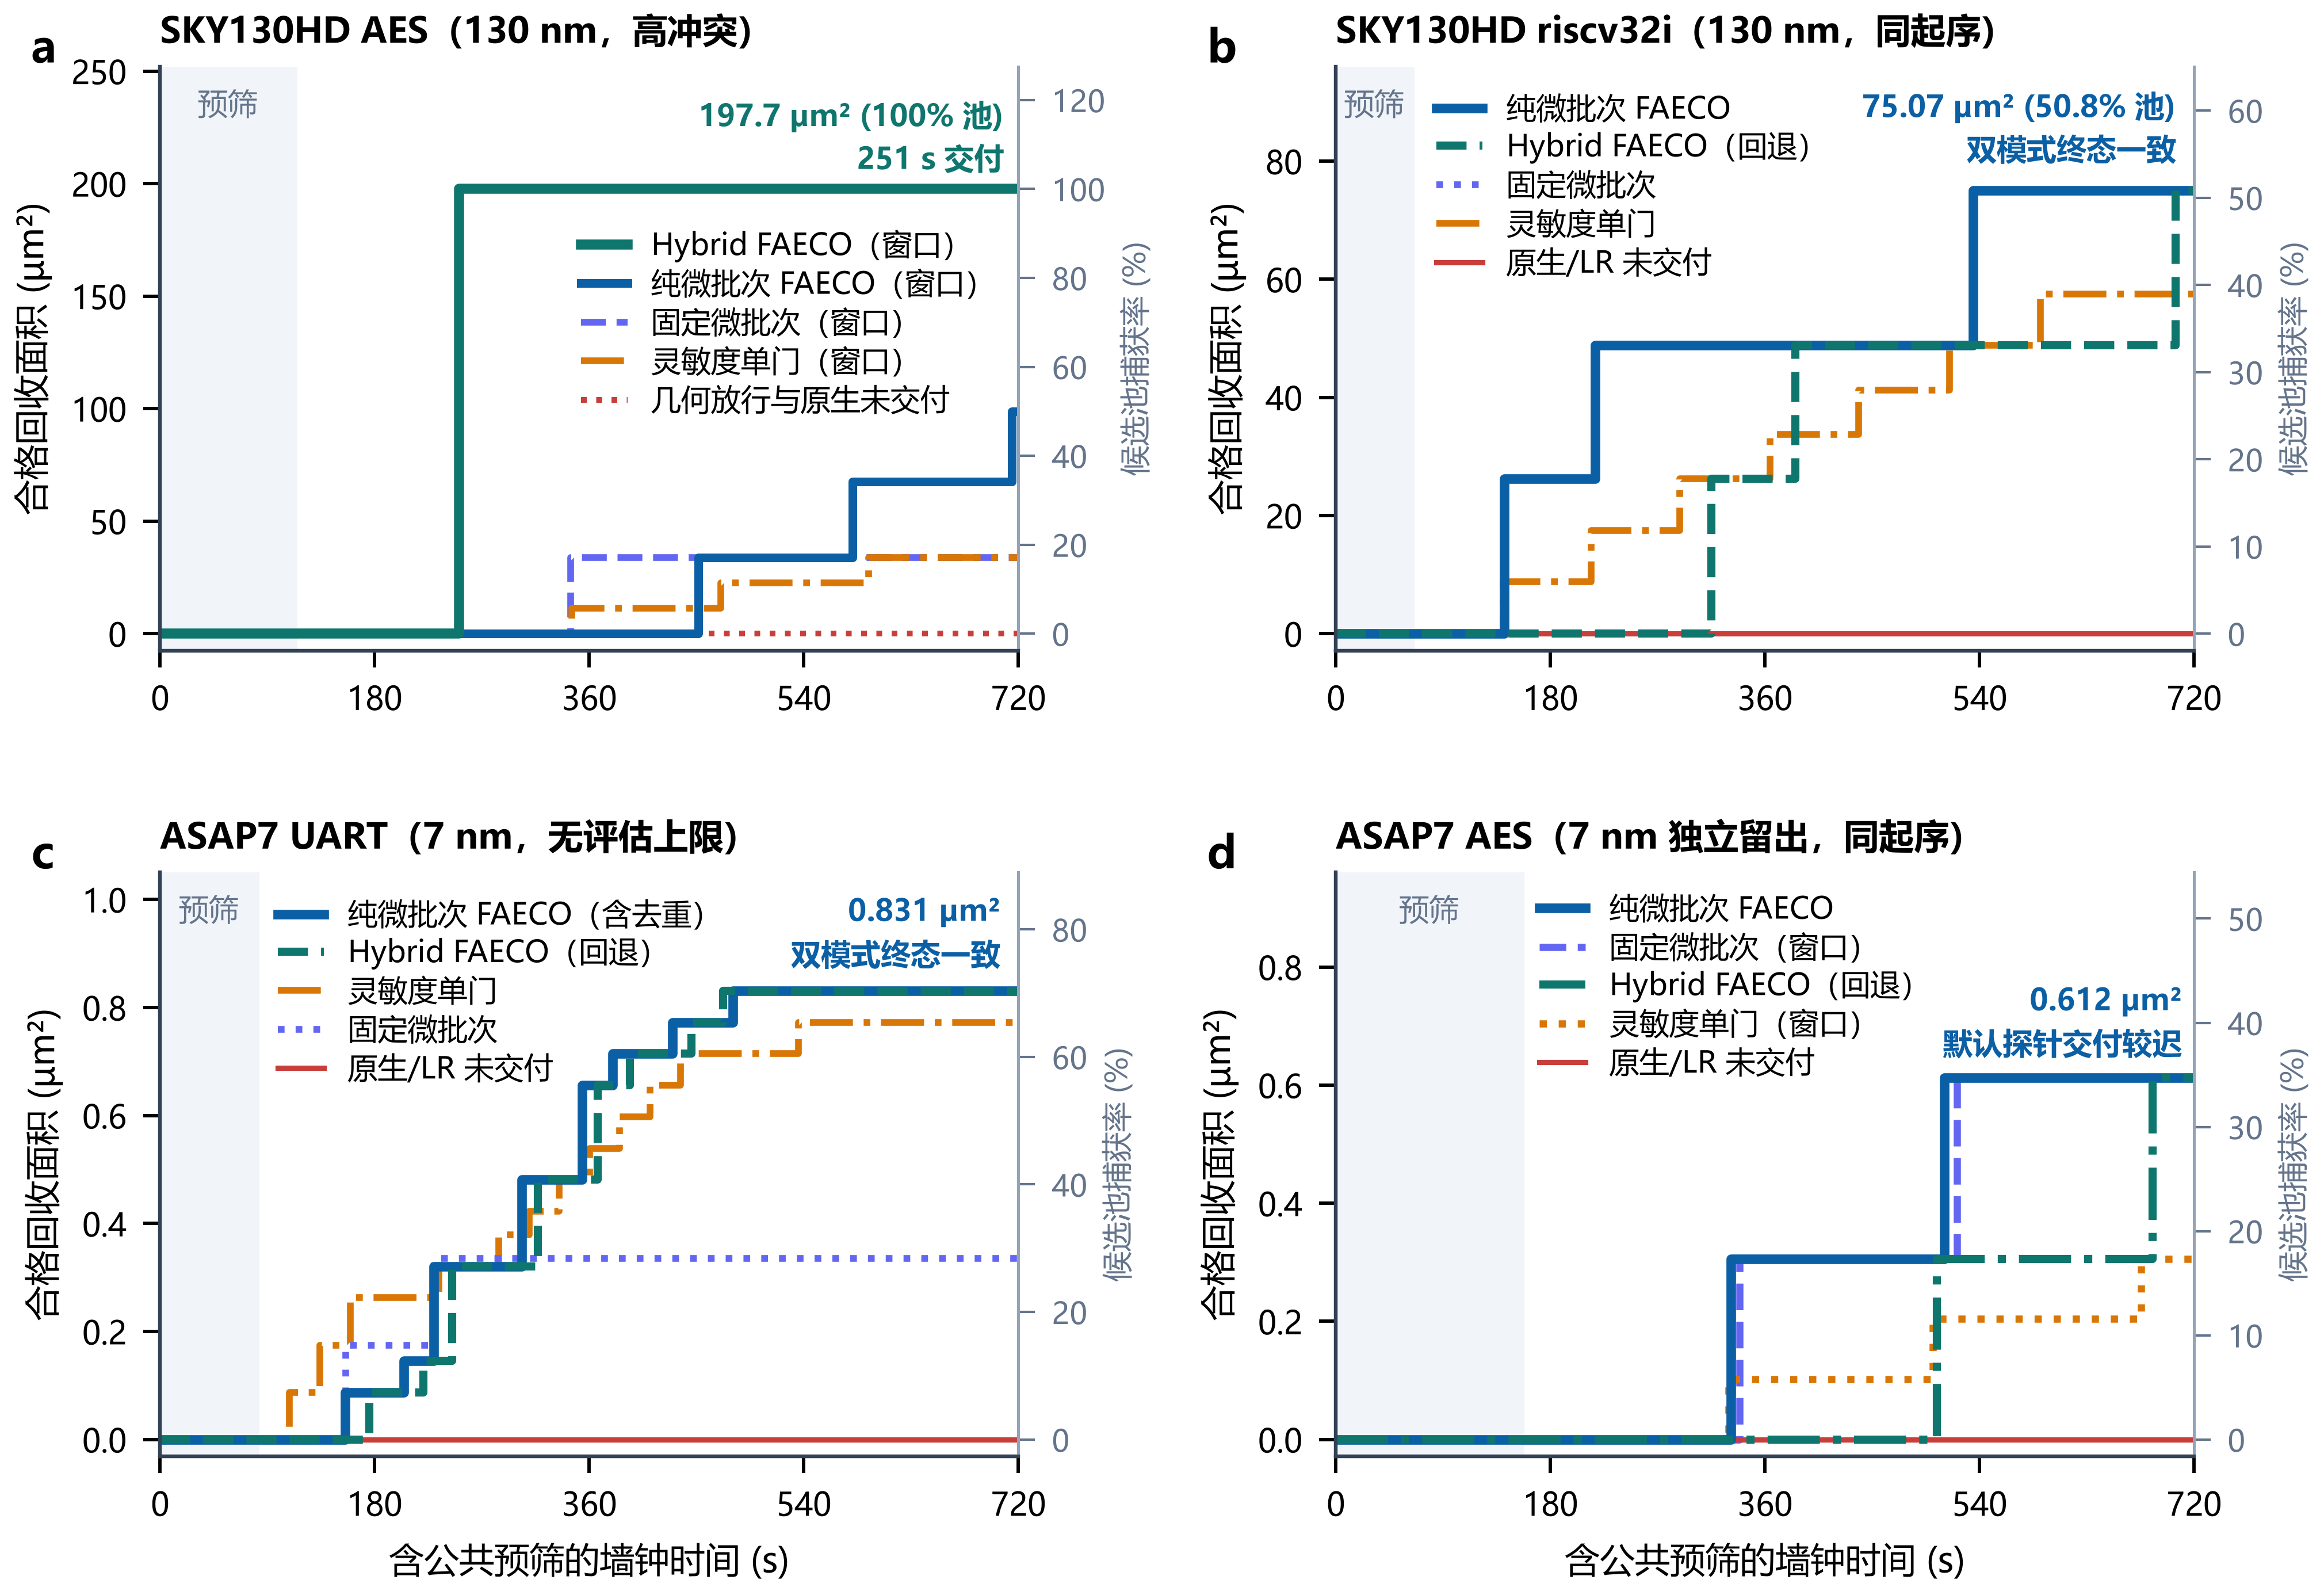 a
SKY130HD AES（130 nm，高冲突）
250
200
150
100
50
0
合格回收面积 (μm²)
预筛
197.7 μm² (100% 池)
251 s 交付
Hybrid FAECO（窗口）
纯微批次 FAECO（窗口）
固定微批次（窗口）
灵敏度单门（窗口）
几何放行与原生未交付
120
100
80
60
40
20
0
候选池捕获率 (%)
0 180 360 540 720
b
SKY130HD riscv32i（130 nm，同起序）
80
60
40
20
0
合格回收面积 (μm²)
预筛
纯微批次 FAECO
Hybrid FAECO（回退）
固定微批次
灵敏度单门
原生/LR 未交付
75.07 μm² (50.8% 池)
双模式终态一致
60
50
40
30
20
10
0
候选池捕获率 (%)
0 180 360 540 720
c
ASAP7 UART（7 nm，无评估上限）
1.0
0.8
0.6
0.4
0.2
0.0
合格回收面积 (μm²)
预筛
纯微批次 FAECO（含去重）
Hybrid FAECO（回退）
灵敏度单门
固定微批次
原生/LR 未交付
0.831 μm²
双模式终态一致
80
60
40
20
0
候选池捕获率 (%)
0 180 360 540 720
含公共预筛的墙钟时间 (s)
d
ASAP7 AES（7 nm 独立留出，同起序）
0.8
0.6
0.4
0.2
0.0
合格回收面积 (μm²)
预筛
纯微批次 FAECO
固定微批次（窗口）
Hybrid FAECO（回退）
灵敏度单门（窗口）
原生/LR 未交付
0.612 μm²
默认探针交付较迟
50
40
30
20
10
0
候选池捕获率 (%)
0 180 360 540 720
含公共预筛的墙钟时间 (s)